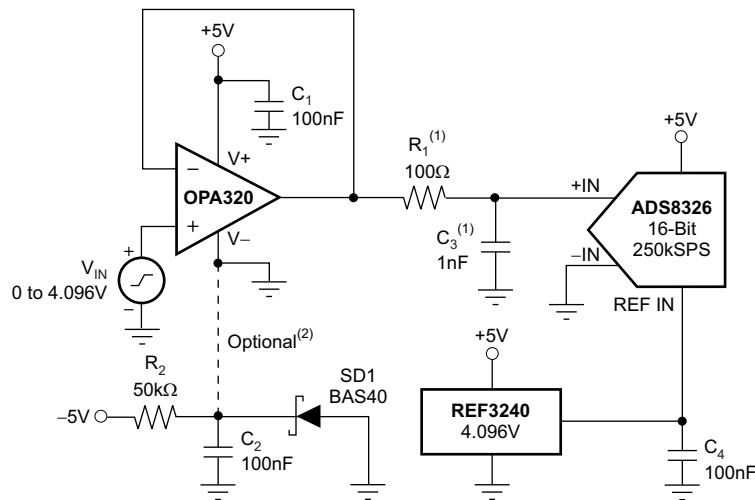 +5V
C1
100nF
V+
−
OPA320
+
V−
R1(1)
100Ω
C3(1)
1nF
+5V
+IN
ADS8326
16-Bit
250kSPS
−IN
REF IN
+
VIN
0 to 4.096V
−
Optional(2)
R2
50kΩ
−5V
C2
100nF
SD1
BAS40
+5V
REF3240
4.096V
C4
100nF